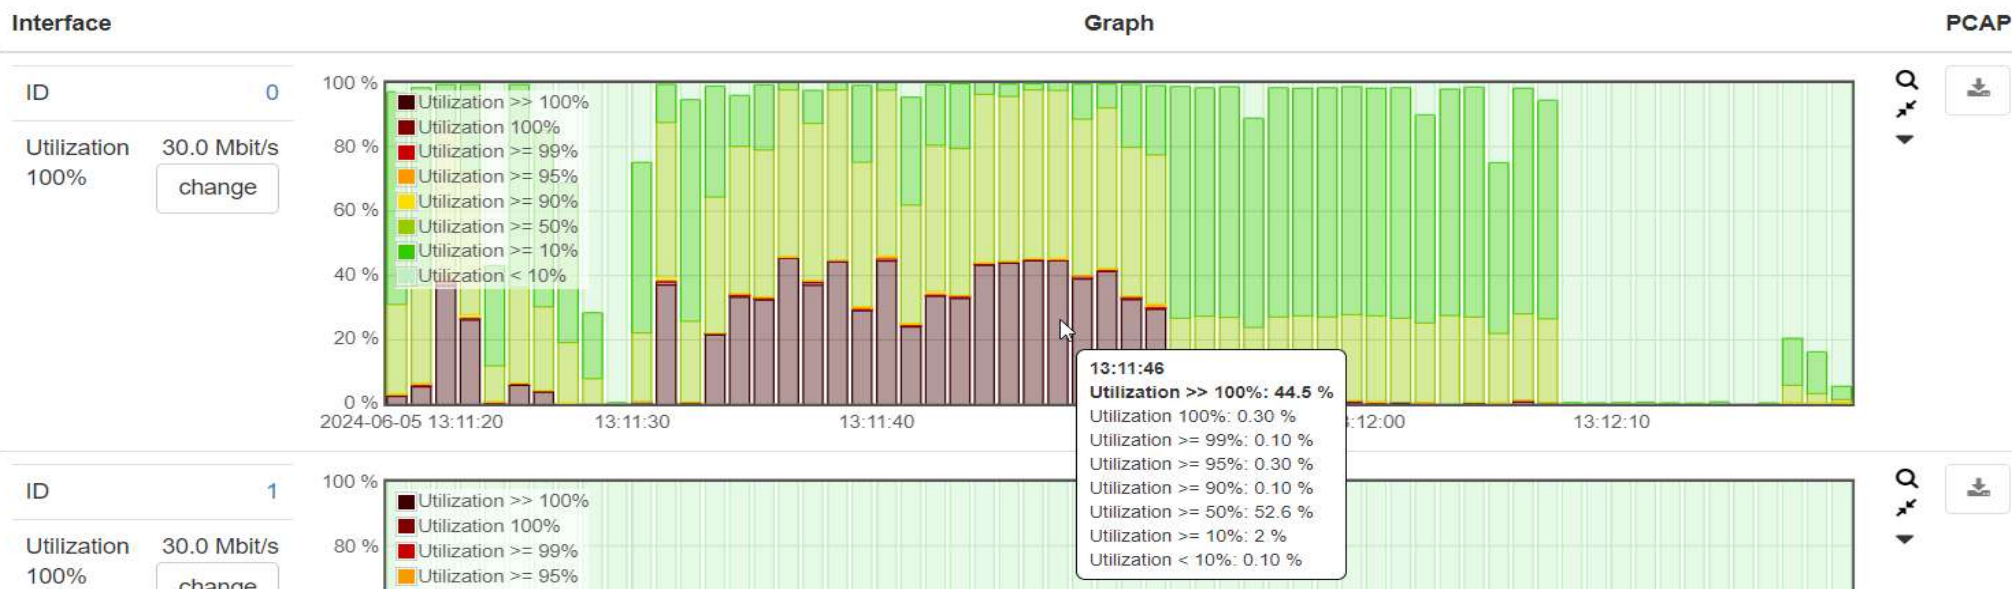 Interface Graph PCAP
ID 0
Utilization 100% 30.0 Mbit/s
change
100 %
80 %
60 %
40 %
20 %
0 %
Utilization >> 100%
Utilization 100%
Utilization >= 99%
Utilization >= 95%
Utilization >= 90%
Utilization >= 50%
Utilization >= 10%
Utilization < 10%
2024-06-05 13:11:20 13:11:30 13:11:40 3:12:00 13:12:10
13:11:46
Utilization >> 100%: 44.5 %
Utilization 100%: 0.30 %
Utilization >= 99%: 0.10 %
Utilization >= 95%: 0.30 %
Utilization >= 90%: 0.10 %
Utilization >= 50%: 52.6 %
Utilization >= 10%: 2 %
Utilization < 10%: 0.10 %
ID 1
Utilization 100% 30.0 Mbit/s
change
100 %
80 %
Utilization >> 100%
Utilization 100%
Utilization >= 99%
Utilization >= 95%